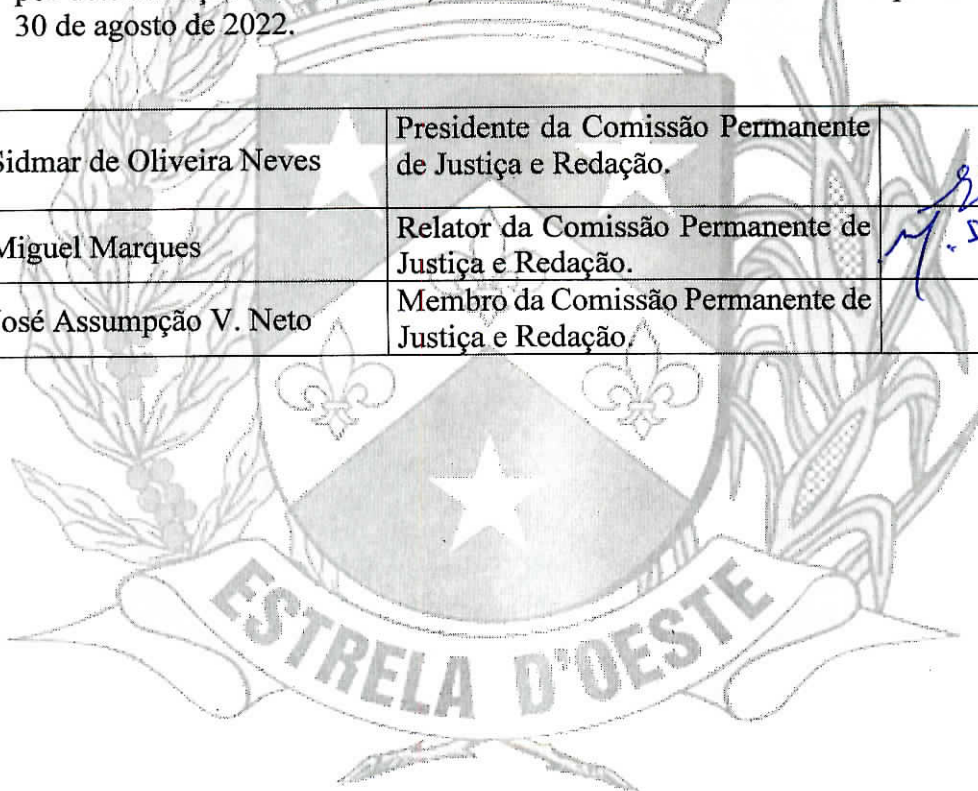 30 de agosto de 2022.
Sidmar de Oliveira Neves
Presidente da Comissão Permanente
de Justiça e Redação.
Miguel Marques
Relator da Comissão Permanente de
Justiça e Redação.
José Assumpção V. Neto
Membro da Comissão Permanente de
Justiça e Redação.
ESTRELA D'OESTE